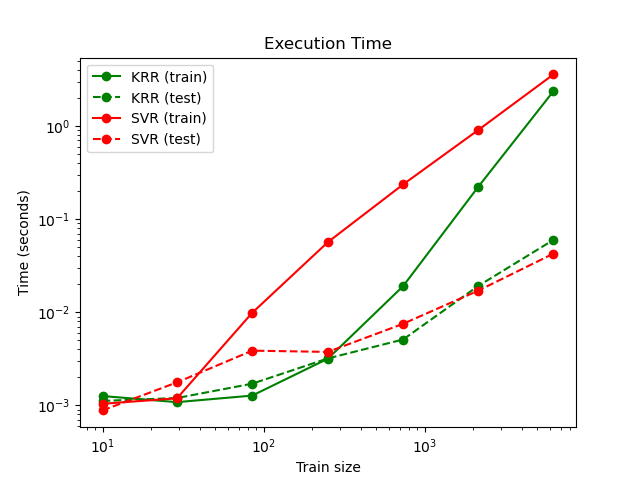 Execution Time
KRR (train)
KRR (test)
SVR (train)
SVR (test)
10⁰
10⁻¹
10⁻²
10⁻³
Time (seconds)
10¹
10²
10³
Train size